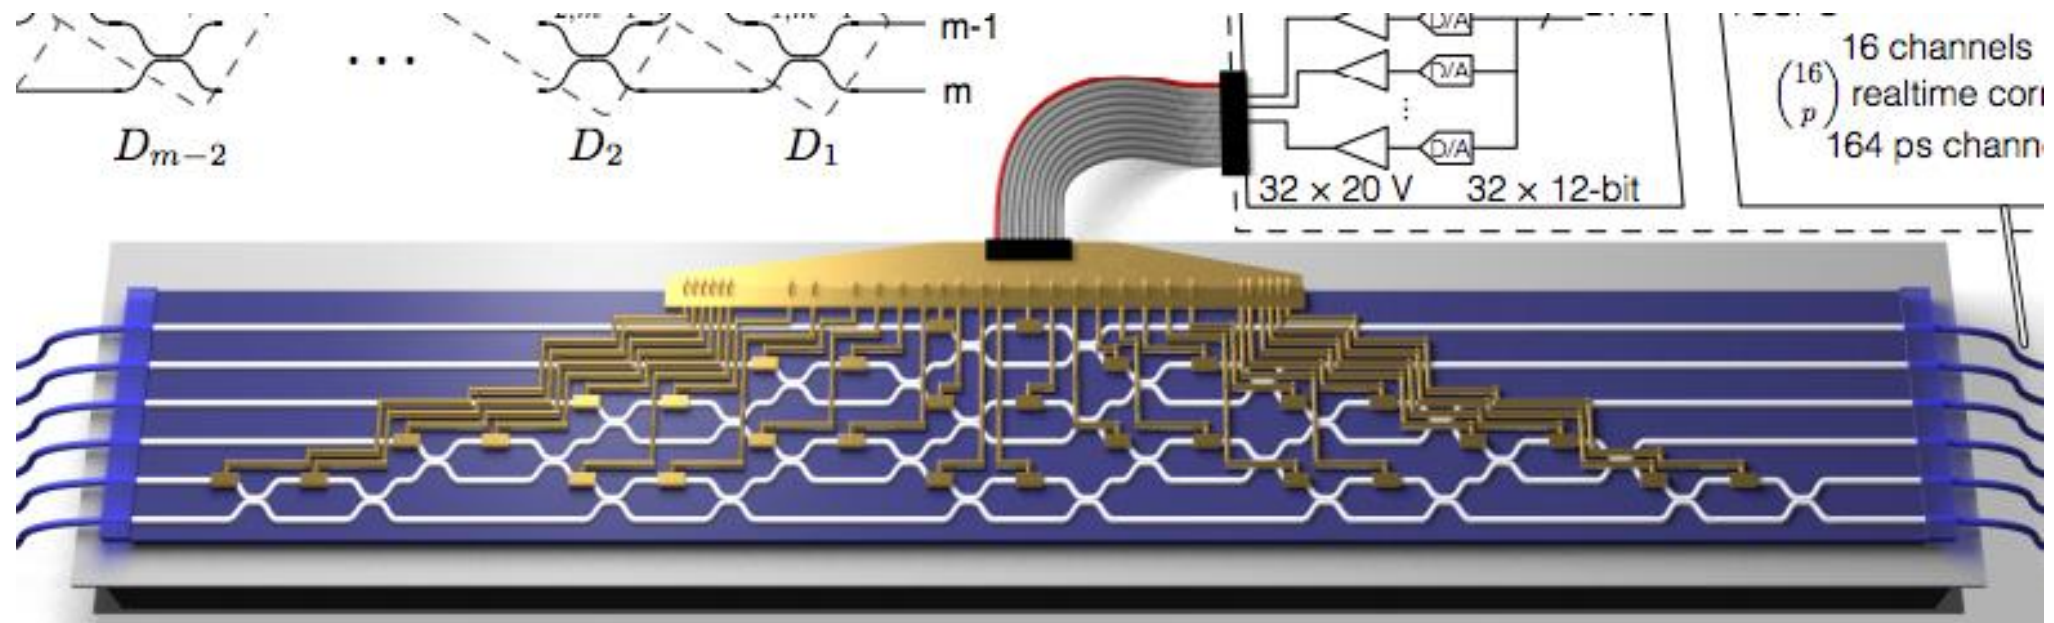 m-1
m
D_{m-2}
D_2
D_1
...
D/A
D/A
D/A
32 × 20 V
32 × 12-bit
16 channels
(16 p) realtime
164 ps